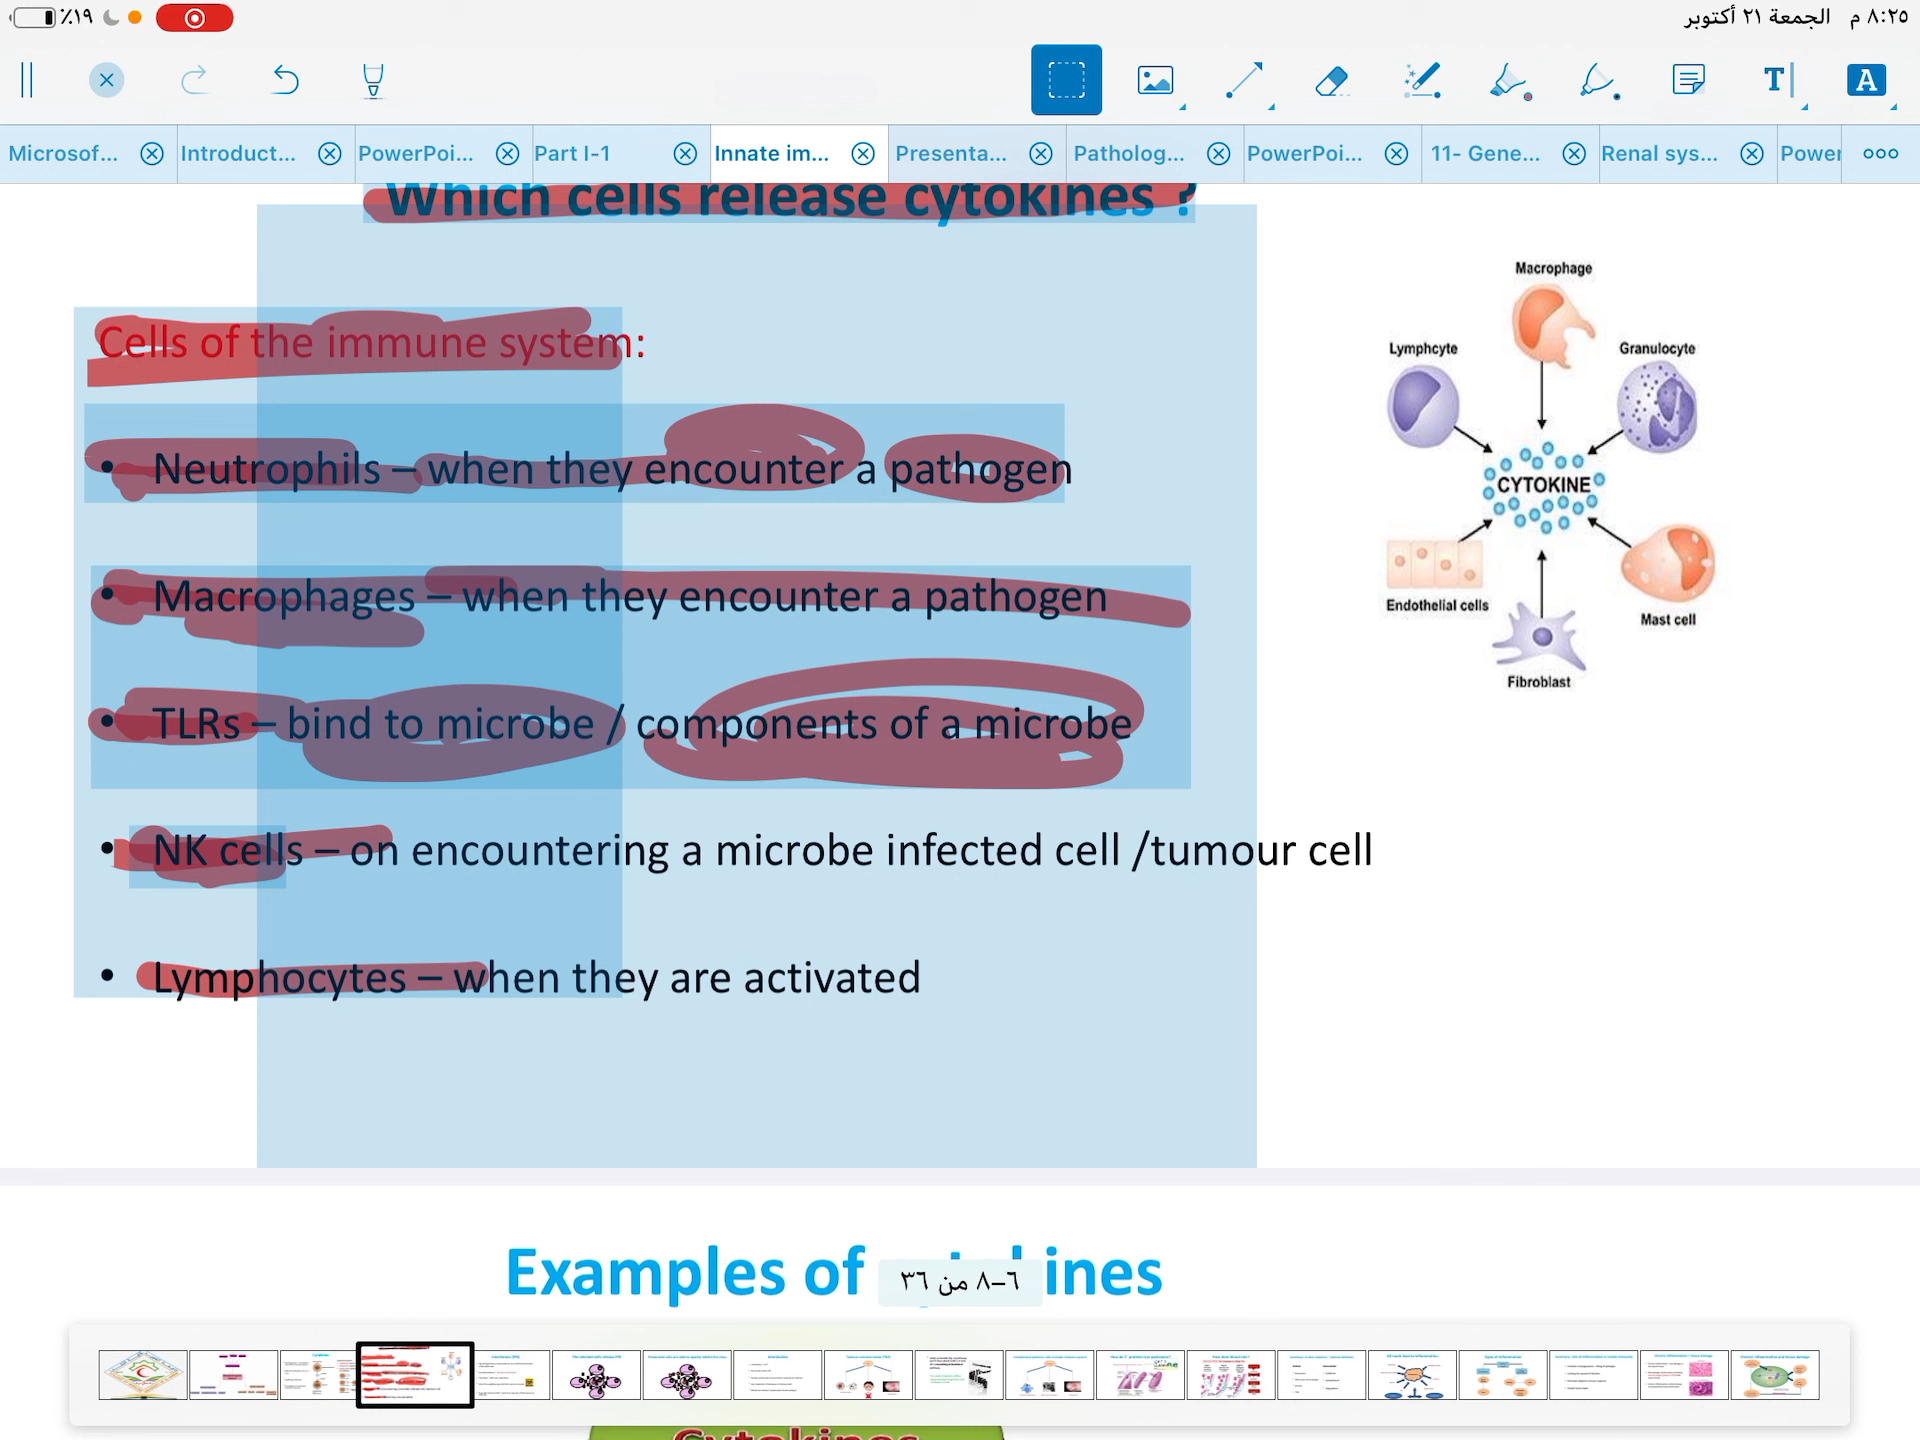 ٪١٩
٨:٢٥ م الجمعة ٢١ أكتوبر
T
A
Microsof...
Introduct...
PowerPoi...
Part I-1
Innate im...
Presenta...
Patholog...
PowerPoi...
11- Gene...
Renal sys...
Power
Which cells release cytokines ?
Cells of the immune system:
• Neutrophils – when they encounter a pathogen
• Macrophages – when they encounter a pathogen
• TLRs – bind to microbe / components of a microbe
• NK cells – on encountering a microbe infected cell /tumour cell
• Lymphocytes – when they are activated
Macrophage
Lymphcyte
Granulocyte
CYTOKINE
Endothelial cells
Mast cell
Fibroblast
Examples of
ines
٦–٨ من ٣٦
Cytokines